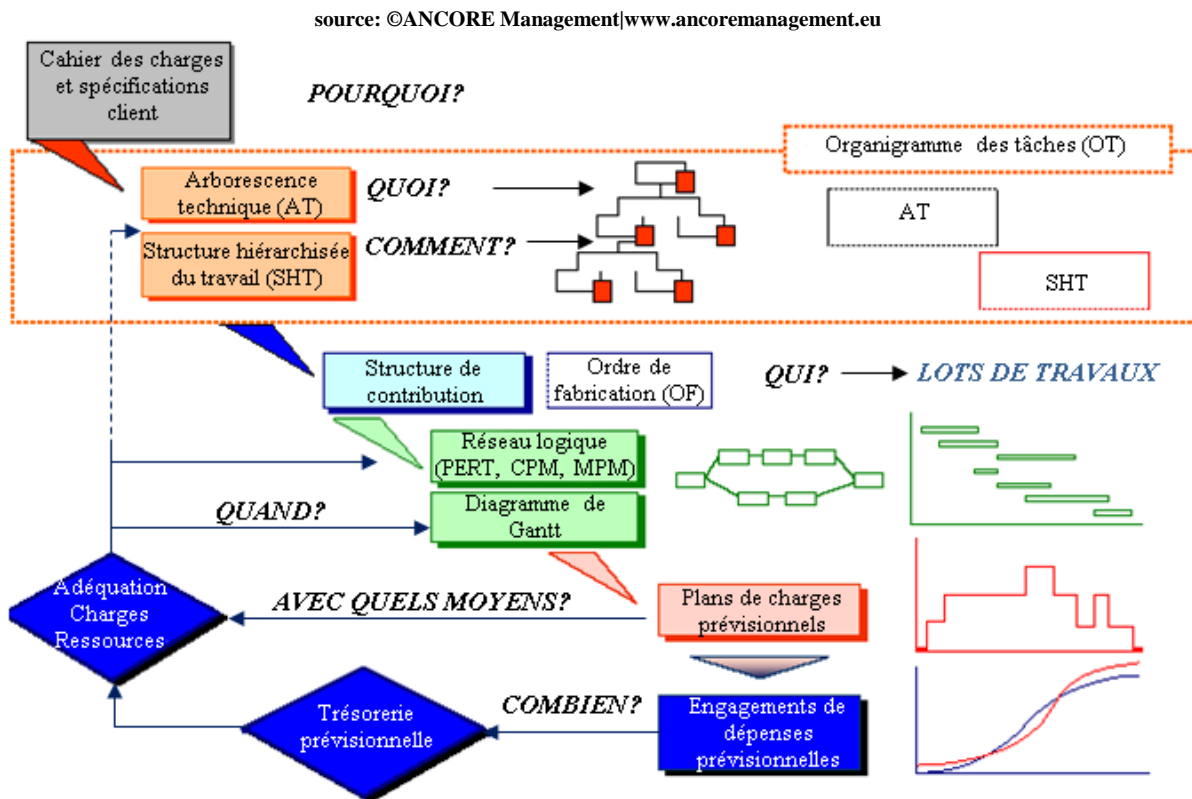 source: ©ANCORE Management|www.ancoremanagement.eu
Cahier des charges
et spécifications
client
POURQUOI?
Organigramme des tâches (OT)
Arborescence
technique (AT)
QUOI?
AT
Structure hiérarchisée
du travail (SHT)
COMMENT?
SHT
Structure de
contribution
Ordre de
fabrication (OF)
QUI?
LOTS DE TRAVAUX
Réseau logique
(PERT, CPM, MPM)
QUAND?
Diagramme de
Gantt
Adéquation
Charges
Ressources
AVEC QUELS MOYENS?
Plans de charges
prévisionnels
Trésorerie
prévisionnelle
COMBIEN?
Engagements de
dépenses
prévisionnelles